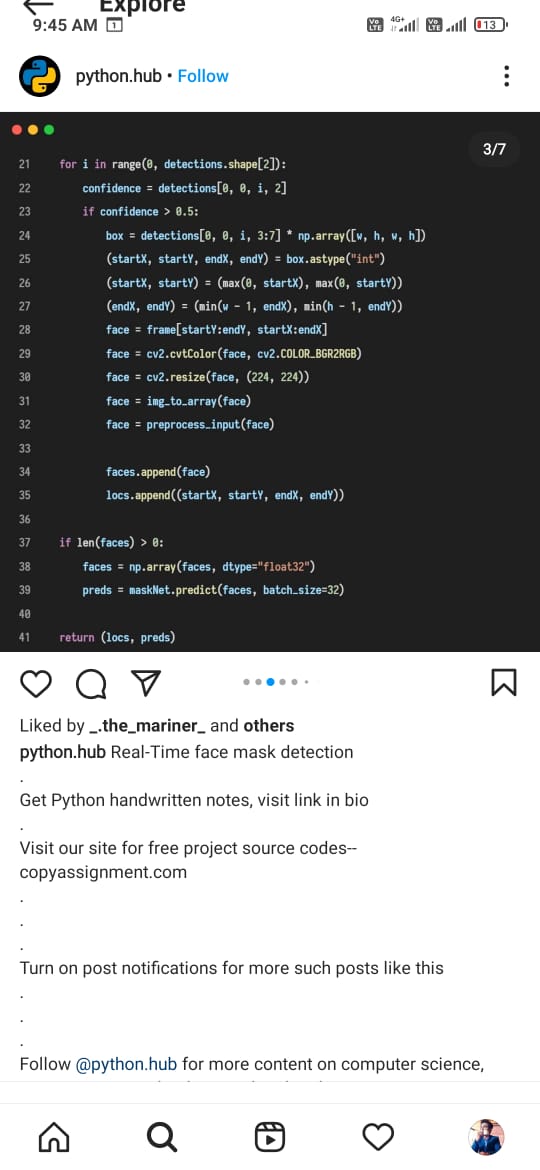 Explore
9:45 AM 1
Vo LTE 4G+ Vo LTE 13
python.hub • Follow
3/7
21 for i in range(0, detections.shape[2]):
22 confidence = detections[0, 0, i, 2]
23 if confidence > 0.5:
24 box = detections[0, 0, i, 3:7] * np.array([w, h, w, h])
25 (startX, startY, endX, endY) = box.astype("int")
26 (startX, startY) = (max(0, startX), max(0, startY))
27 (endX, endY) = (min(w - 1, endX), min(h - 1, endY))
28 face = frame[startY:endY, startX:endX]
29 face = cv2.cvtColor(face, cv2.COLOR_BGR2RGB)
30 face = cv2.resize(face, (224, 224))
31 face = img_to_array(face)
32 face = preprocess_input(face)
33
34 faces.append(face)
35 locs.append((startX, startY, endX, endY))
36
37 if len(faces) > 0:
38 faces = np.array(faces, dtype="float32")
39 preds = maskNet.predict(faces, batch_size=32)
40
41 return (locs, preds)
Liked by _.the_mariner_ and others
python.hub Real-Time face mask detection
.
Get Python handwritten notes, visit link in bio
.
Visit our site for free project source codes--
copyassignment.com
.
.
.
Turn on post notifications for more such posts like this
.
.
.
Follow @python.hub for more content on computer science,